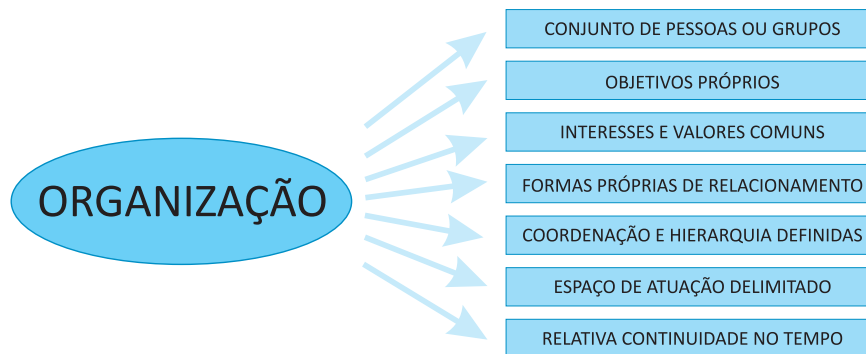 ORGANIZAÇÃO
CONJUNTO DE PESSOAS OU GRUPOS
OBJETIVOS PRÓPRIOS
INTERESSES E VALORES COMUNS
FORMAS PRÓPRIAS DE RELACIONAMENTO
COORDENAÇÃO E HIERARQUIA DEFINIDAS
ESPAÇO DE ATUAÇÃO DELIMITADO
RELATIVA CONTINUIDADE NO TEMPO